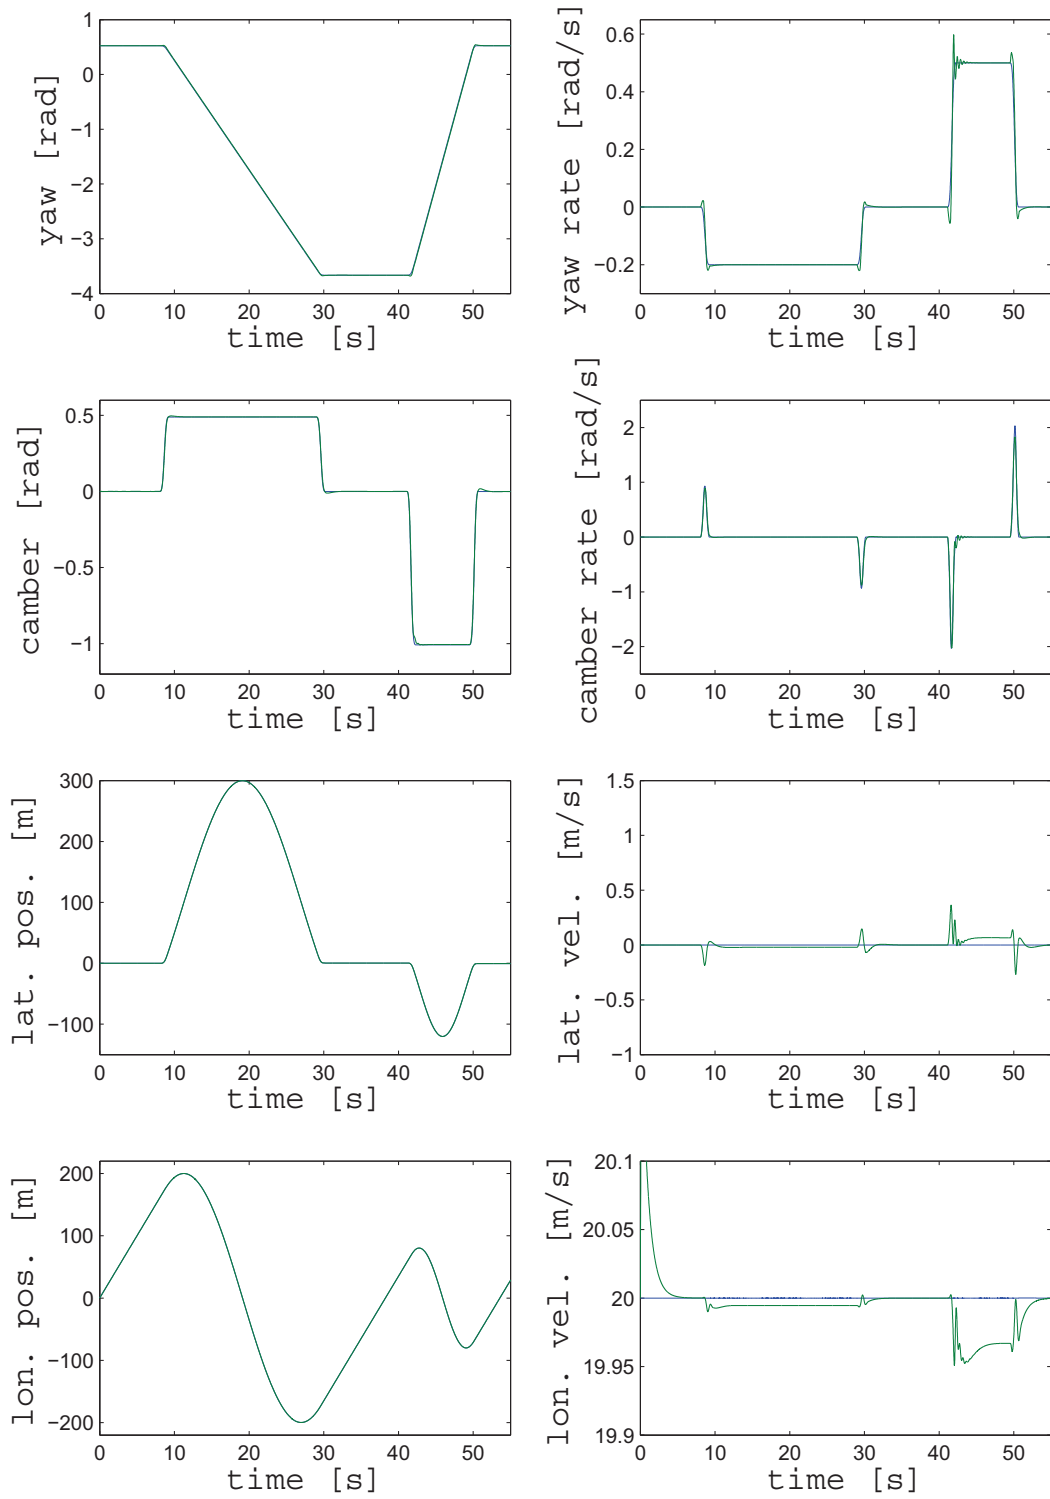 yaw [rad]
1
0
−1
−2
−3
−4
0 10 20 30 40 50
time [s]
yaw rate [rad/s]
0.6
0.4
0.2
0
−0.2
0 10 20 30 40 50
time [s]
camber [rad]
0.5
0
−0.5
−1
0 10 20 30 40 50
time [s]
camber rate [rad/s]
2
1
0
−1
−2
0 10 20 30 40 50
time [s]
lat. pos. [m]
300
200
100
0
−100
0 10 20 30 40 50
time [s]
lat. vel. [m/s]
1.5
1
0.5
0
−0.5
−1
0 10 20 30 40 50
time [s]
lon. pos. [m]
200
100
0
−100
−200
0 10 20 30 40 50
time [s]
lon. vel. [m/s]
20.1
20.05
20
19.95
19.9
0 10 20 30 40 50
time [s]